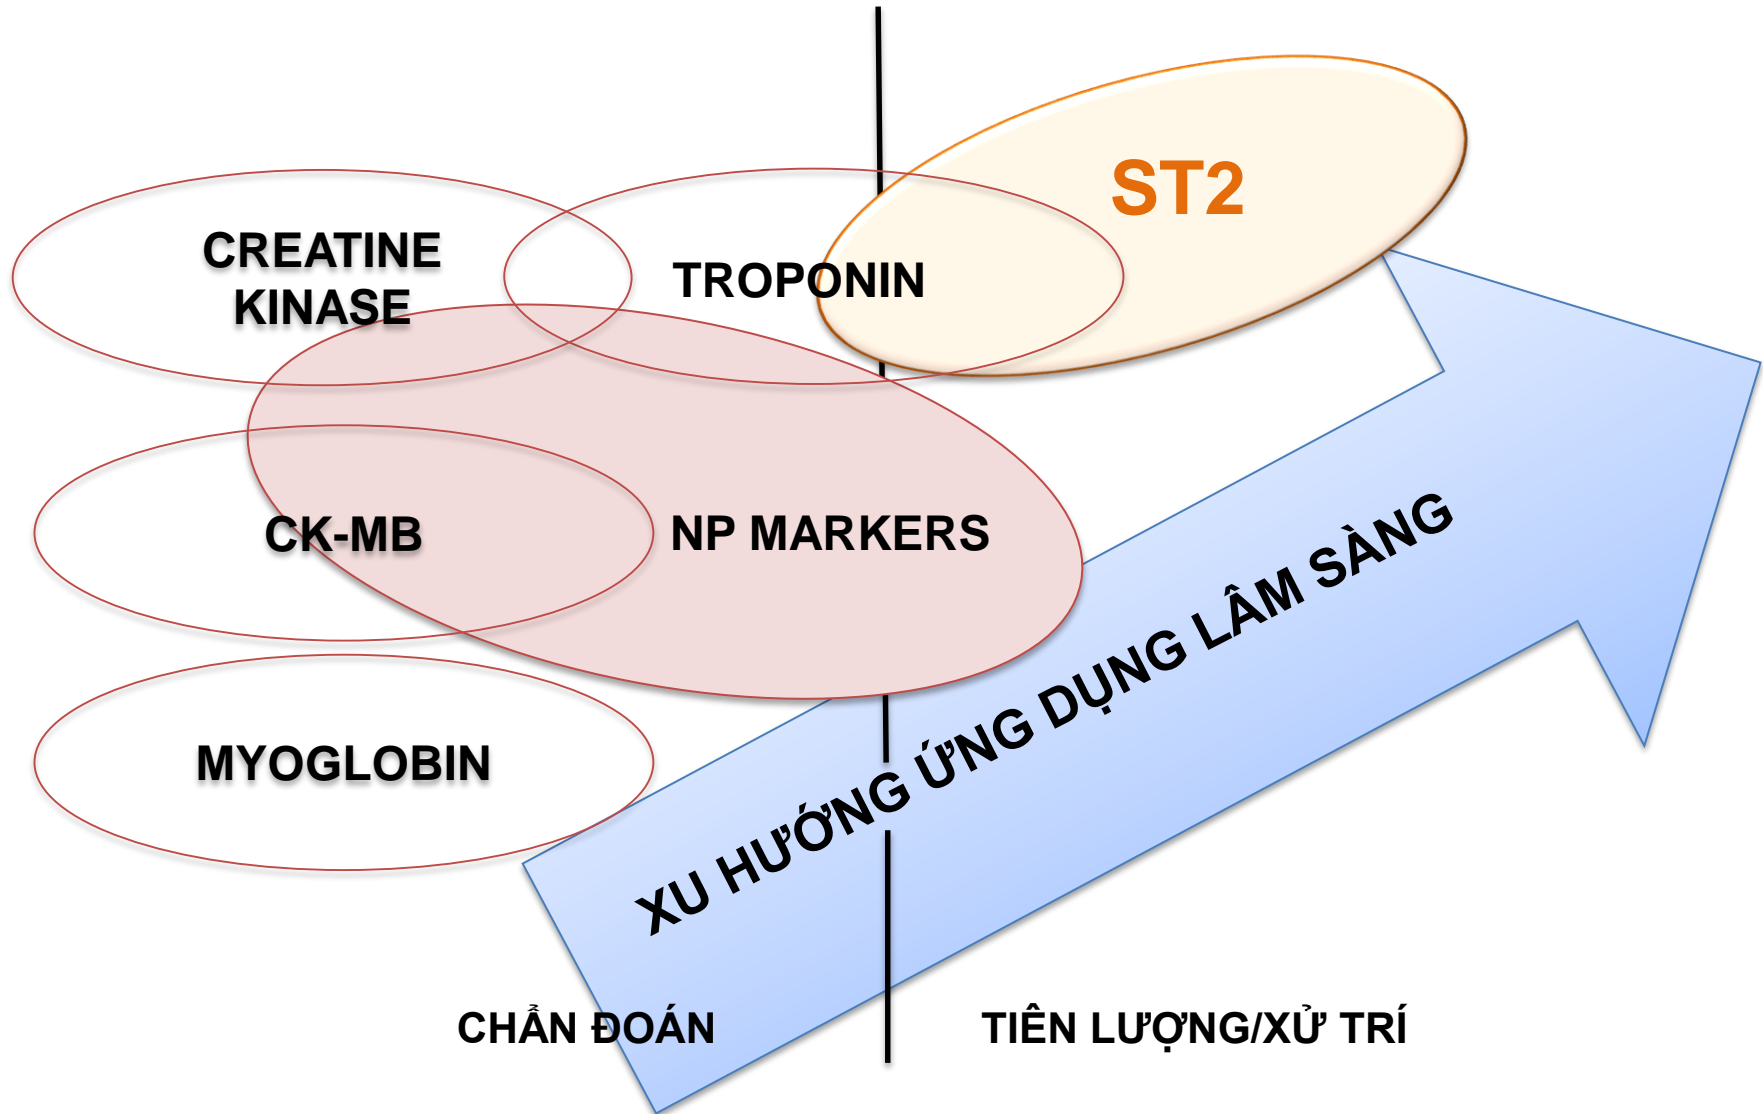 ST2
CREATINE
KINASE
TROPONIN
CK-MB
NP MARKERS
MYOGLOBIN
XU HƯỚNG ỨNG DỤNG LÂM SÀNG
CHẨN ĐOÁN
TIÊN LƯỢNG/XỬ TRÍ